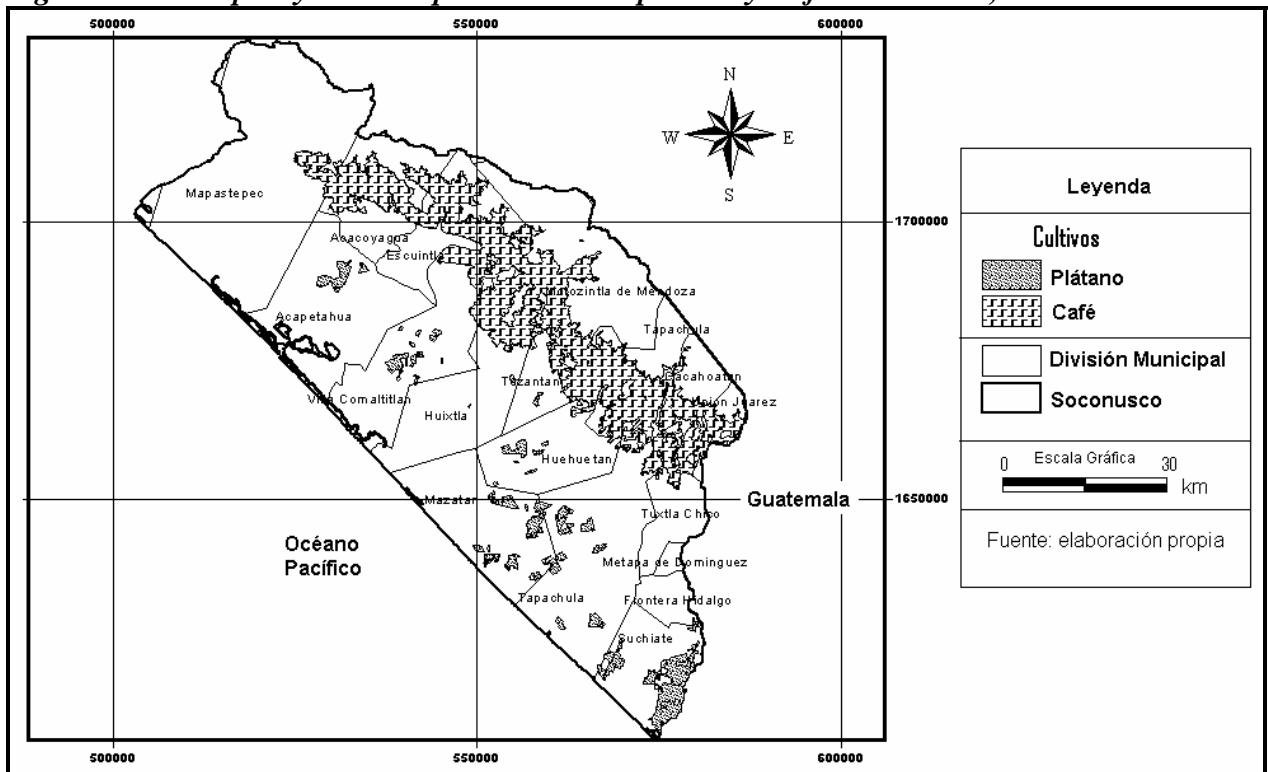 500000 550000 600000
N
W E
S
Mapastepec
1700000
Acacoyagua
Escuintla
Motozintla de Mendoza
Acapetahua
Tapachula
Cacahoatan
Tuzantan
Union Juarez
Villa Comaltitlan
Huixtla
Huehuetan
Mazatan
Guatemala
1650000
Tuxtla Chico
Océano
Pacífico
Metapa de Dominguez
Tapachula
Frontera Hidalgo
Suchiate
500000 550000 600000
Leyenda
Cultivos
Plátano
Café
División Municipal
Soconusco
Escala Gráfica
0 30
km
Fuente: elaboración propia